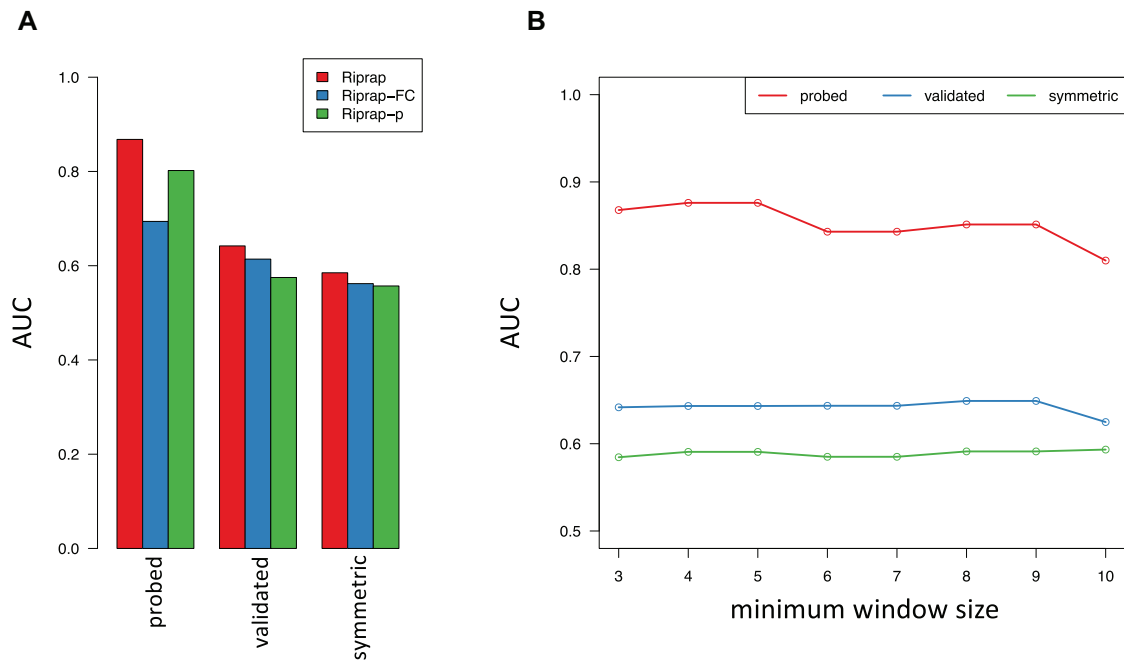 A
1.0
0.8
0.6
0.4
0.2
0.0
AUC
Riprap
Riprap−FC
Riprap−p
probed
validated
symmetric
B
1.0
0.9
0.8
0.7
0.6
0.5
AUC
probed validated symmetric
3 4 5 6 7 8 9 10
minimum window size